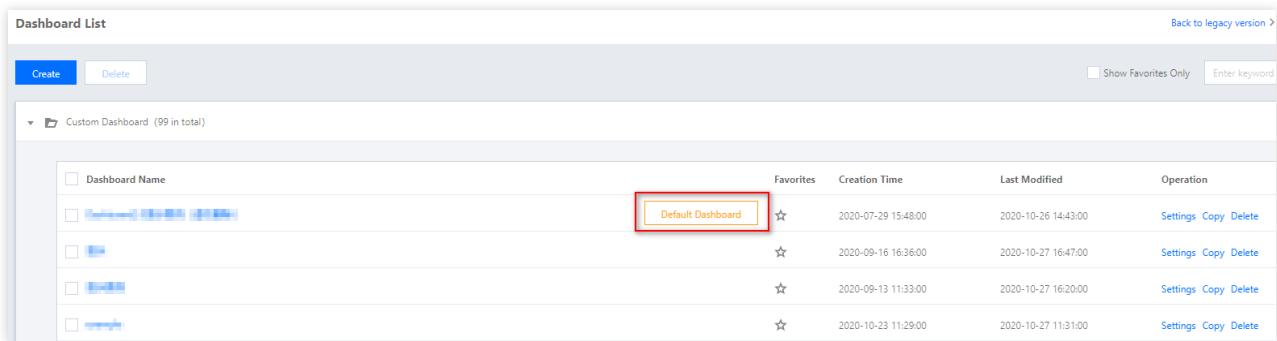 Dashboard List
Back to legacy version >
Create
Delete
Show Favorites Only
Enter keyword
Custom Dashboard (99 in total)
Dashboard Name Favorites Creation Time Last Modified Operation
Default Dashboard 2020-07-29 15:48:00 2020-10-26 14:43:00 Settings Copy Delete
2020-09-16 16:36:00 2020-10-27 16:47:00 Settings Copy Delete
2020-09-13 11:33:00 2020-10-27 16:20:00 Settings Copy Delete
2020-10-23 11:29:00 2020-10-27 11:31:00 Settings Copy Delete